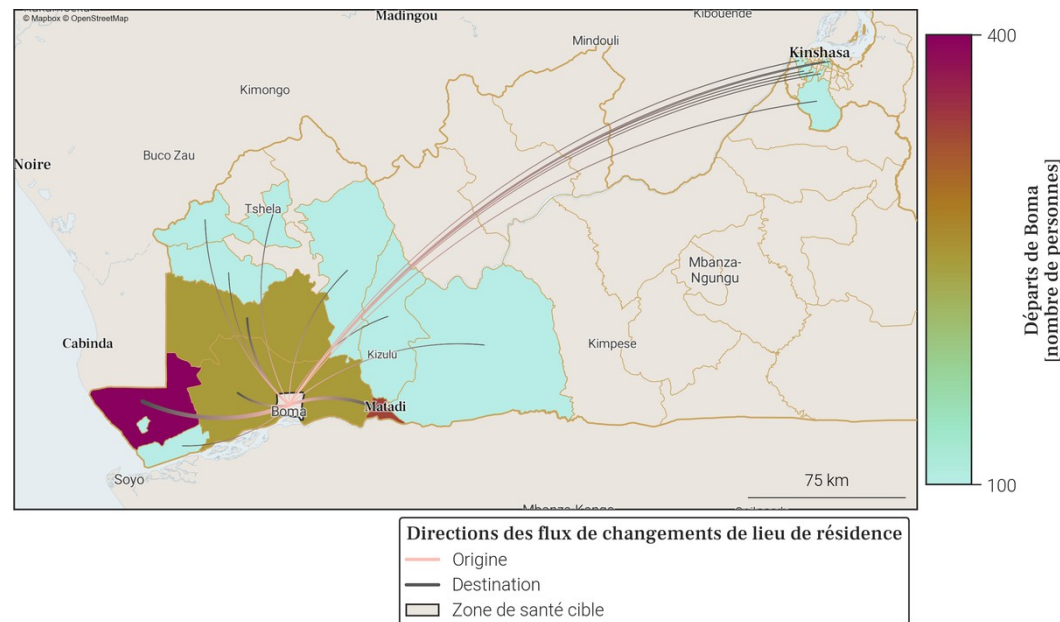 © Mapbox © OpenStreetMap
Madingou
Kibouende
Mindouli
Kinshasa
Kimongo
Buco Zau
Noire
Tshela
Mbanza-
Ngungu
Cabinda
Kizulu
Kimpese
Boma
Matadi
Soyo
75 km
400
100
Départs de Boma
[nombre de personnes]
Directions des flux de changements de lieu de résidence
Origine
Destination
Zone de santé cible